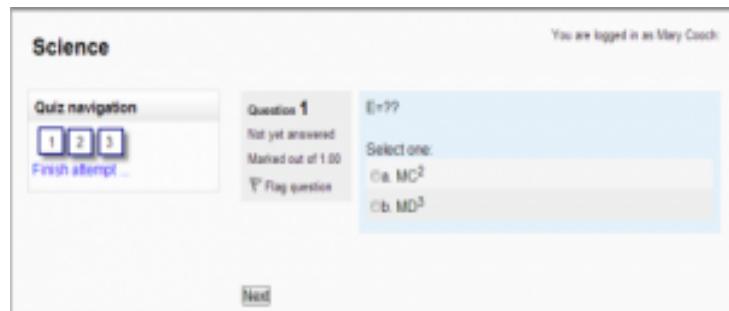 You are logged in as Mary Cooch:
Science
Quiz navigation
1 2 3
Finish attempt ...
Question 1
Not yet answered
Marked out of 1.00
Flag question
E=??
Select one:
a. MC²
b. MD³
Next